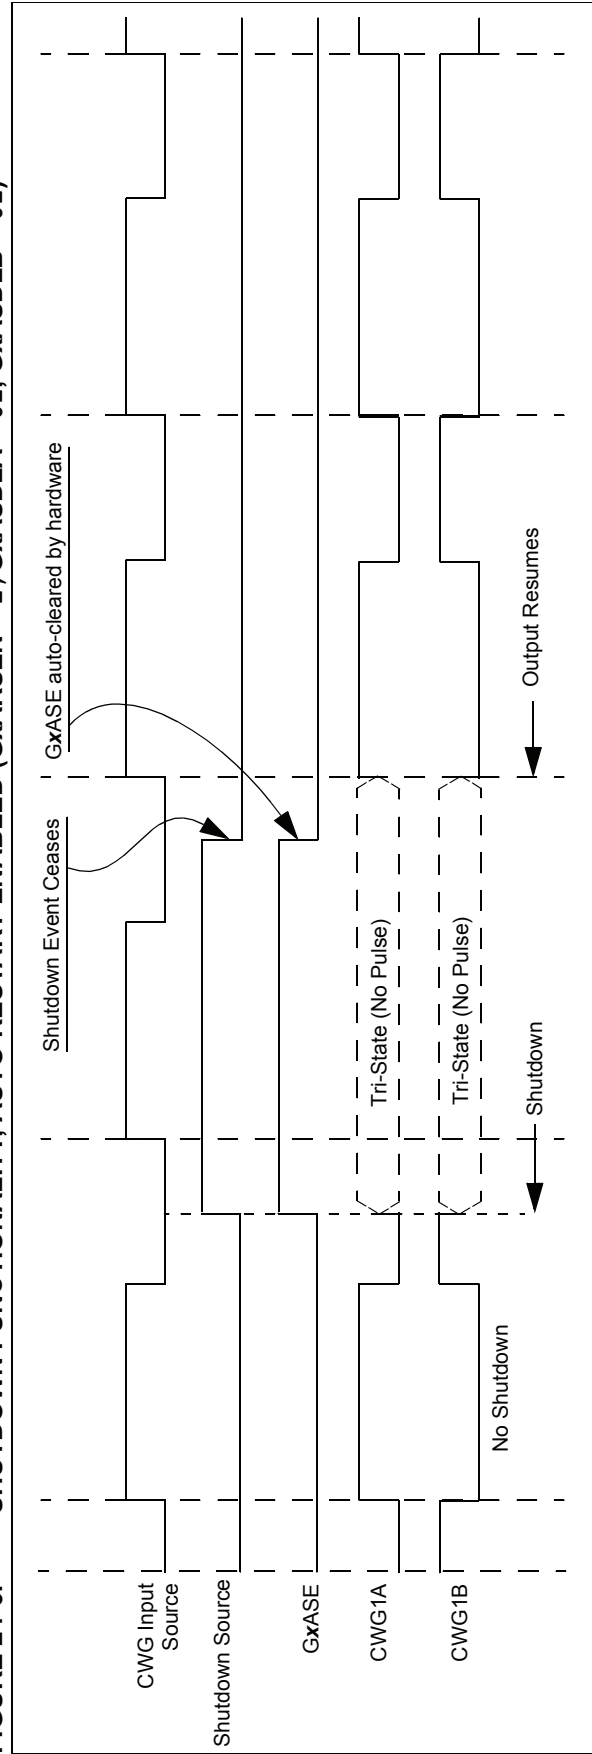 Shutdown Event Ceases
GxASE auto-cleared by hardware
CWG Input
Source
Shutdown Source
GxASE
CWG1A
Tri-State (No Pulse)
CWG1B
Tri-State (No Pulse)
No Shutdown
Shutdown
Output Resumes